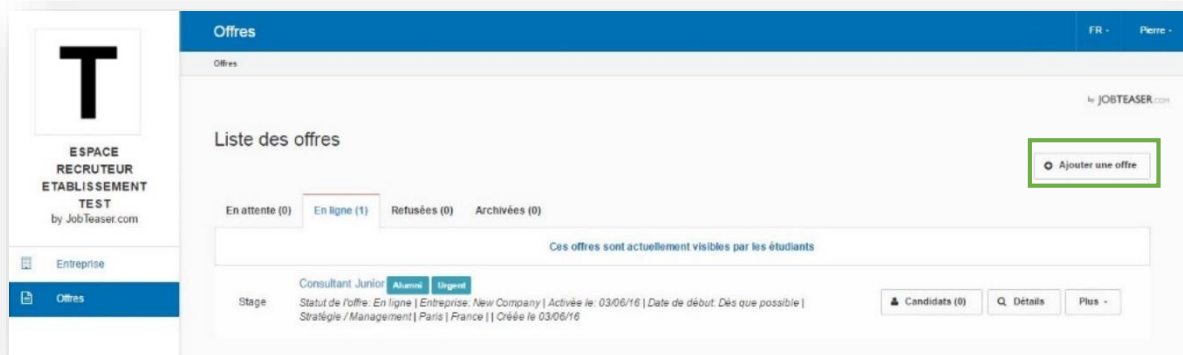 Offres
FR -
Pierre -
Offres
by JOBTEASER.com
T
ESPACE
RECRUTEUR
ETABLISSEMENT
TEST
by JobTeaser.com
Liste des offres
Ajouter une offre
En attente (0) En ligne (1) Refusées (0) Archivées (0)
Ces offres sont actuellement visibles par les étudiants
Entreprise
Offres
Consultant Junior Alumni Urgent
Stage
Statut de l'offre: En ligne | Entreprise: New Company | Activée le: 03/06/16 | Date de début: Dès que possible |
Stratégie / Management | Paris | France | | Créée le 03/06/16
Candidats (0) Détails Plus -